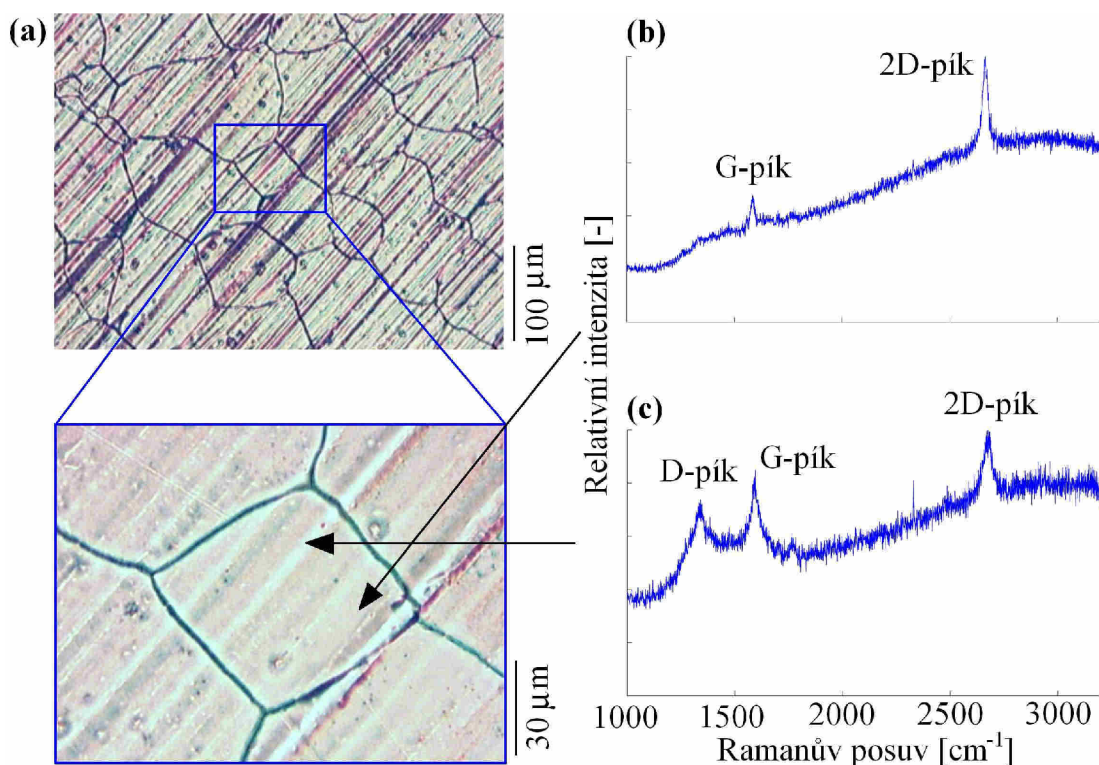 (a)
100 µm
30 µm
(b)
2D-pík
G-pík
Relativní intenzita [-]
(c)
2D-pík
D-pík
G-pík
1000 1500 2000 2500 3000
Ramanův posuv [cm⁻¹]